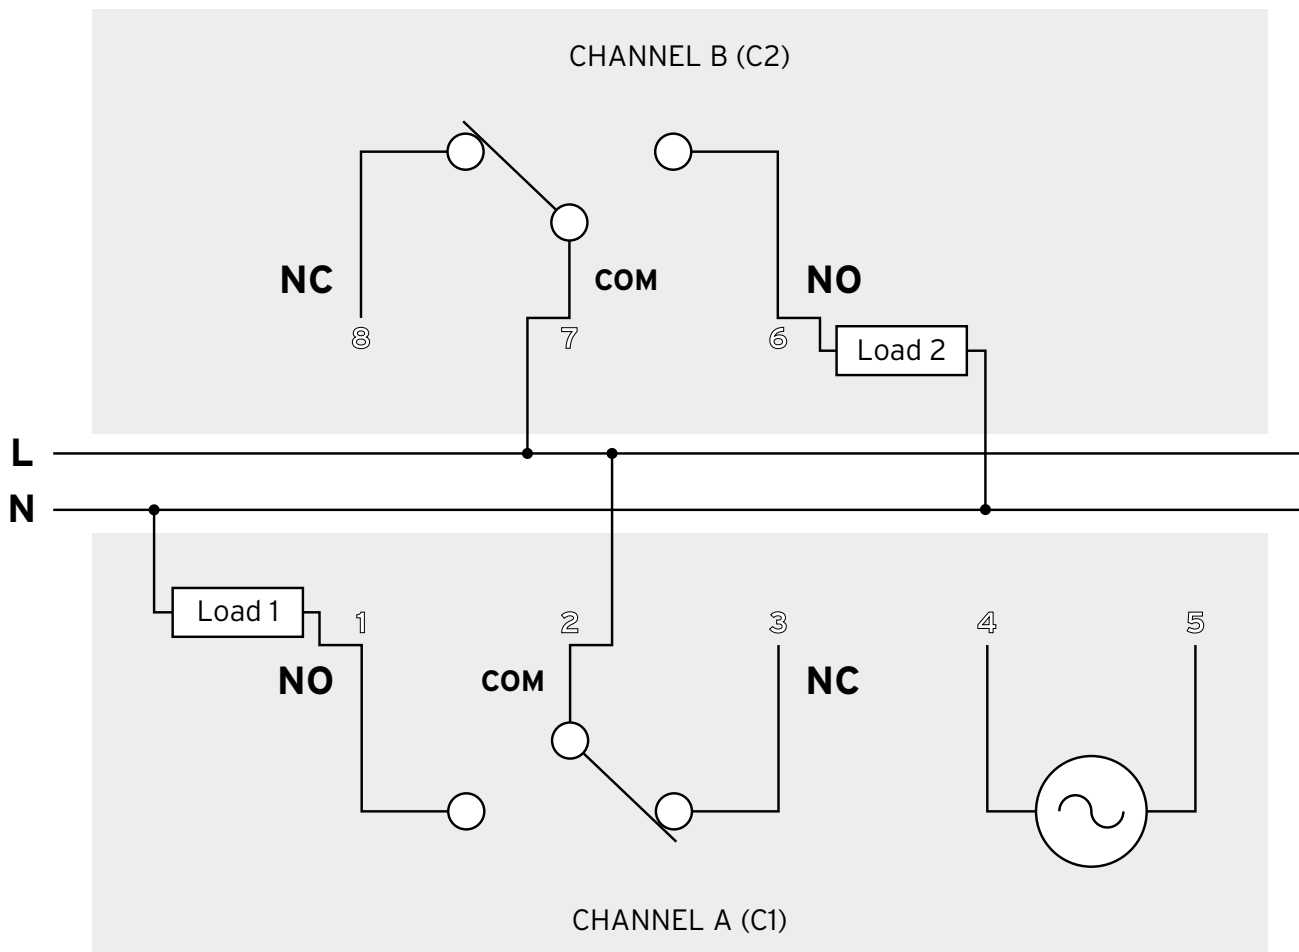 CHANNEL B (C2)
NC
COM
NO
8
7
6
Load 2
L
N
Load 1
1
2
3
4
5
NO
COM
NC
CHANNEL A (C1)